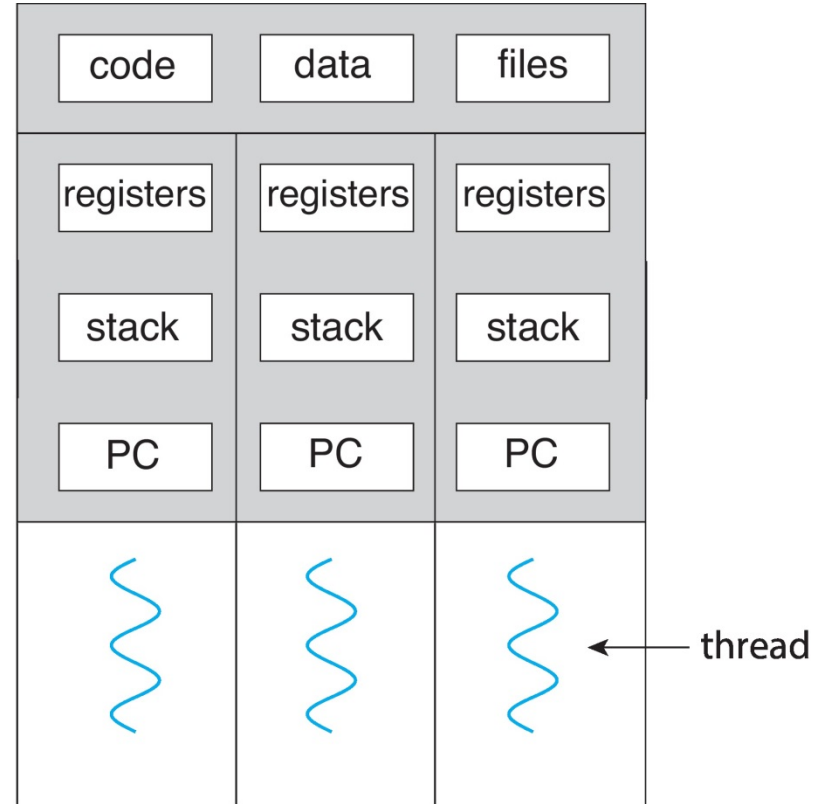 code data files
registers registers registers
stack stack stack
PC PC PC
thread